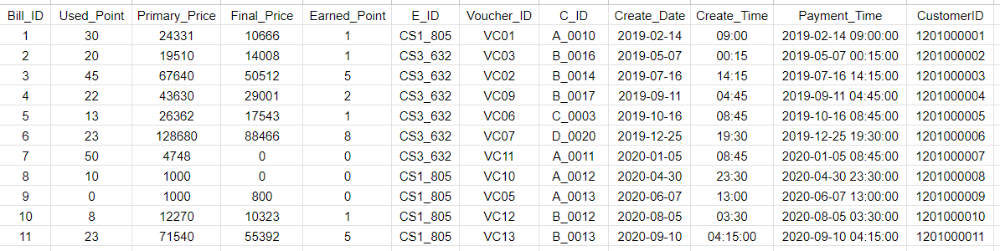 Bill_ID Used_Point Primary_Price Final_Price Earned_Point E_ID Voucher_ID C_ID Create_Date Create_Time Payment_Time CustomerID
1 30 24331 10666 1 CS1_805 VC01 A_0010 2019-02-14 09:00 2019-02-14 09:00:00 1201000001
2 20 19510 14008 1 CS3_632 VC03 B_0016 2019-05-07 00:15 2019-05-07 00:15:00 1201000002
3 45 67640 50512 5 CS3_632 VC02 B_0014 2019-07-16 14:15 2019-07-16 14:15:00 1201000003
4 22 43630 29001 2 CS3_632 VC09 B_0017 2019-09-11 04:45 2019-09-11 04:45:00 1201000004
5 13 26362 17543 1 CS3_632 VC06 C_0003 2019-10-16 08:45 2019-10-16 08:45:00 1201000005
6 23 128680 88466 8 CS3_632 VC07 D_0020 2019-12-25 19:30 2019-12-25 19:30:00 1201000006
7 50 4748 0 0 CS3_632 VC11 A_0011 2020-01-05 08:45 2020-01-05 08:45:00 1201000007
8 10 1000 0 0 CS1_805 VC10 A_0012 2020-04-30 23:30 2020-04-30 23:30:00 1201000008
9 0 1000 800 0 CS1_805 VC05 A_0013 2020-06-07 13:00 2020-06-07 13:00:00 1201000009
10 8 12270 10323 1 CS1_805 VC12 B_0012 2020-08-05 03:30 2020-08-05 03:30:00 1201000010
11 23 71540 55392 5 CS1_805 VC13 B_0013 2020-09-10 04:15:00 2020-09-10 04:15:00 1201000011